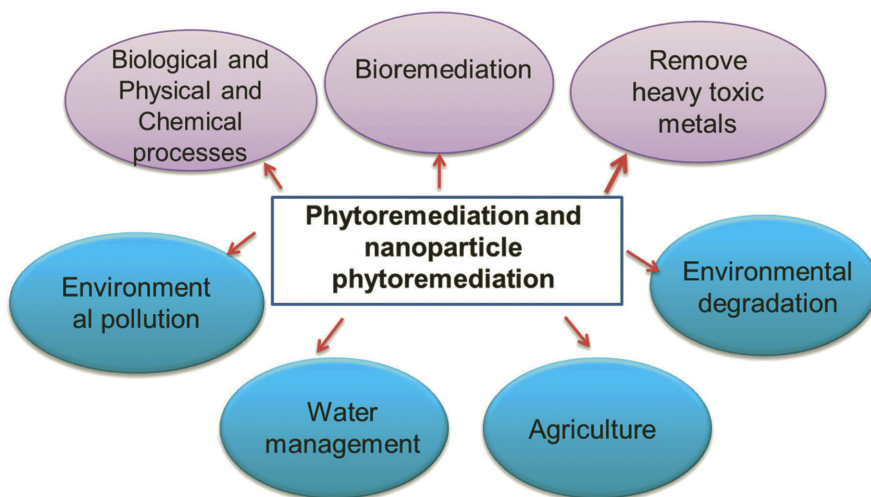 Biological and
Physical and
Chemical
processes
Bioremediation
Remove
heavy toxic
metals
Phytoremediation and
nanoparticle
phytoremediation
Environment
al pollution
Environmental
degradation
Water
management
Agriculture